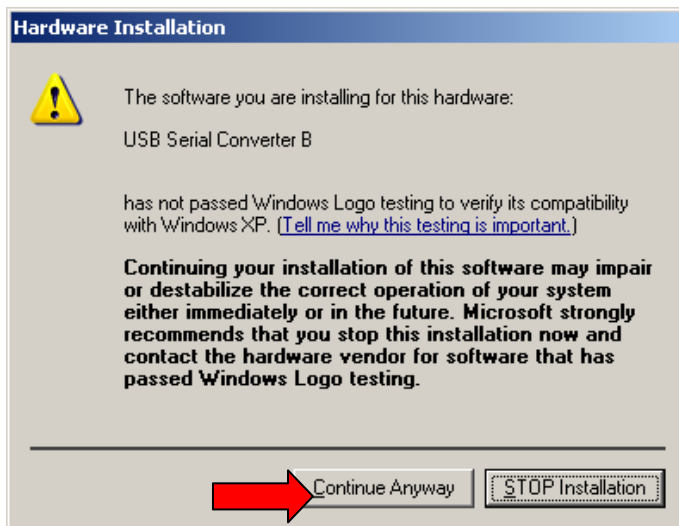 Hardware Installation
The software you are installing for this hardware:
USB Serial Converter B
has not passed Windows Logo testing to verify its compatibility
with Windows XP. (Tell me why this testing is important.)
Continuing your installation of this software may impair
or destabilize the correct operation of your system
either immediately or in the future. Microsoft strongly
recommends that you stop this installation now and
contact the hardware vendor for software that has
passed Windows Logo testing.
Continue Anyway STOP Installation